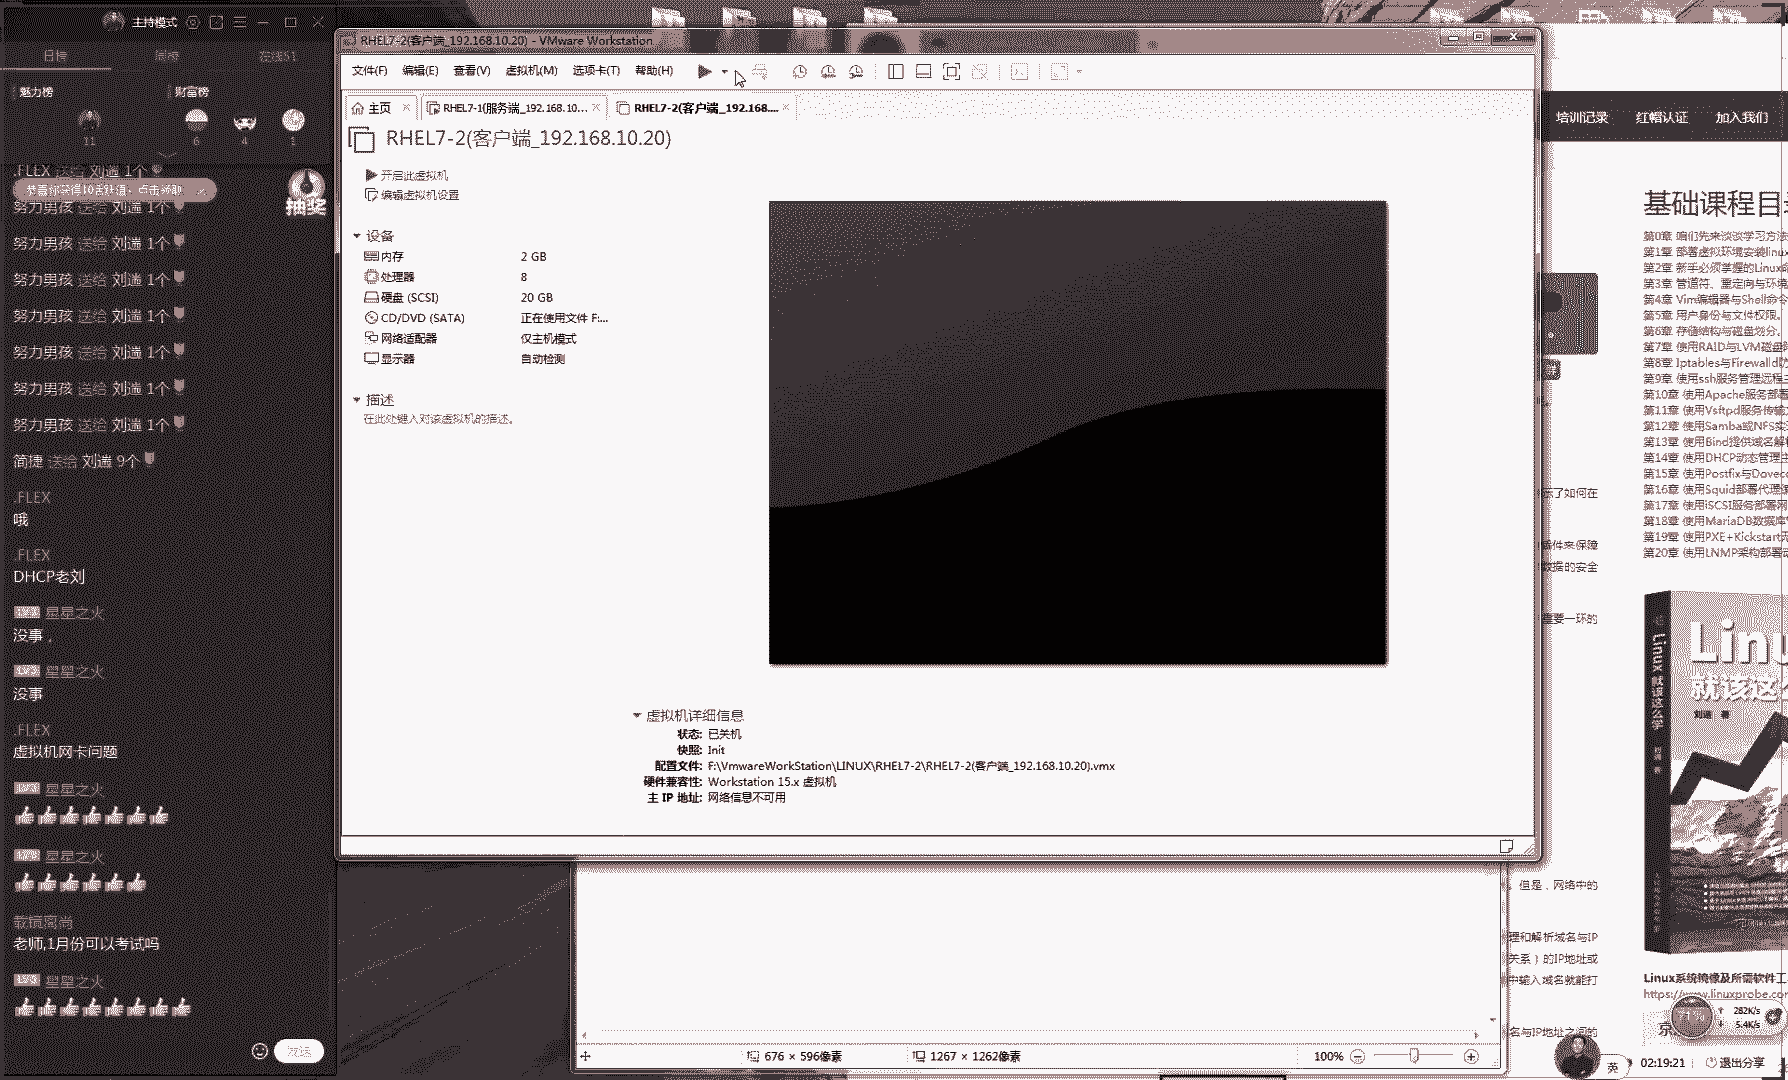 主持模式
日榜
周榜
在线51
魅力榜
财富榜
11
6
4
1
.FLEX 送给 刘遄 1个
抽奖
努力男孩 送给 刘遄 1个
努力男孩 送给 刘遄 1个
努力男孩 送给 刘遄 1个
努力男孩 送给 刘遄 1个
努力男孩 送给 刘遄 1个
努力男孩 送给 刘遄 1个
努力男孩 送给 刘遄 1个
简捷 送给 刘遄 9个
.FLEX
哦
.FLEX
DHCP老刘
星星之火
没事，
星星之火
没事
.FLEX
虚拟机网卡问题
星星之火
星星之火
老师,1月份可以考试吗
星星之火
发送
RHEL7-2(客户端_192.168.10.20) - VMware Workstation
文件(F) 编辑(E) 查看(V) 虚拟机(M) 选项卡(T) 帮助(H)
主页
RHEL7-1(服务端_192.168.10...
RHEL7-2(客户端_192.168....
RHEL7-2(客户端_192.168.10.20)
开启此虚拟机
编辑虚拟机设置
设备
内存 2 GB
处理器 8
硬盘 (SCSI) 20 GB
CD/DVD (SATA) 正在使用文件 F:...
网络适配器 仅主机模式
显示器 自动检测
描述
在此处键入对该虚拟机的描述。
虚拟机详细信息
状态: 已关机
快照: Init
配置文件: F:\VmwareWorkStation\LINUX\RHEL7-2\RHEL7-2(客户端_192.168.10.20).vmx
硬件兼容性: Workstation 15.x 虚拟机
主 IP 地址: 网络信息不可用
676 × 596像素
1267 × 1262像素
100%
培训记录
红帽认证
加入我们
基础课程目
第0章 咱们先来谈谈学习方法
第1章 部署虚拟环境安装linux
第2章 新手必须掌握的Linux
第3章 管道符、重定向与环境
第4章 Vim编辑器与Shell命令
第5章 用户身份与文件权限。
第6章 存储结构与磁盘划分。
第7章 使用RAID与LVM磁盘
第8章 Iptables与Firewalld
第9章 使用ssh服务管理远程
第10章 使用Apache服务部署
第11章 使用Vsftpd服务传输
第12章 使用Samba或NFS
第13章 使用Bind提供域名解
第14章 使用DHCP动态管理
第15章 使用Postfix与Dovec
第16章 使用Squid部署代理
第17章 使用iSCSI服务部署
第18章 使用MariaDB数据库
第19章 使用PXE+Kickstart
第20章 使用LNMP架构部署
示了如何在
件来保障
数据的安全
重要一环的
但是，网络中的
理和解析域名与IP
关系）的IP地址或
中输入域名就能打
名与IP地址之间的
Linux 就该这么学
Linu
就该这
刘遄 著
Linux系统镜像及所需软件工
https://www.linuxprobe.co
京
71%
282K/s
5.4K/s
英
02:19:21
退出分享